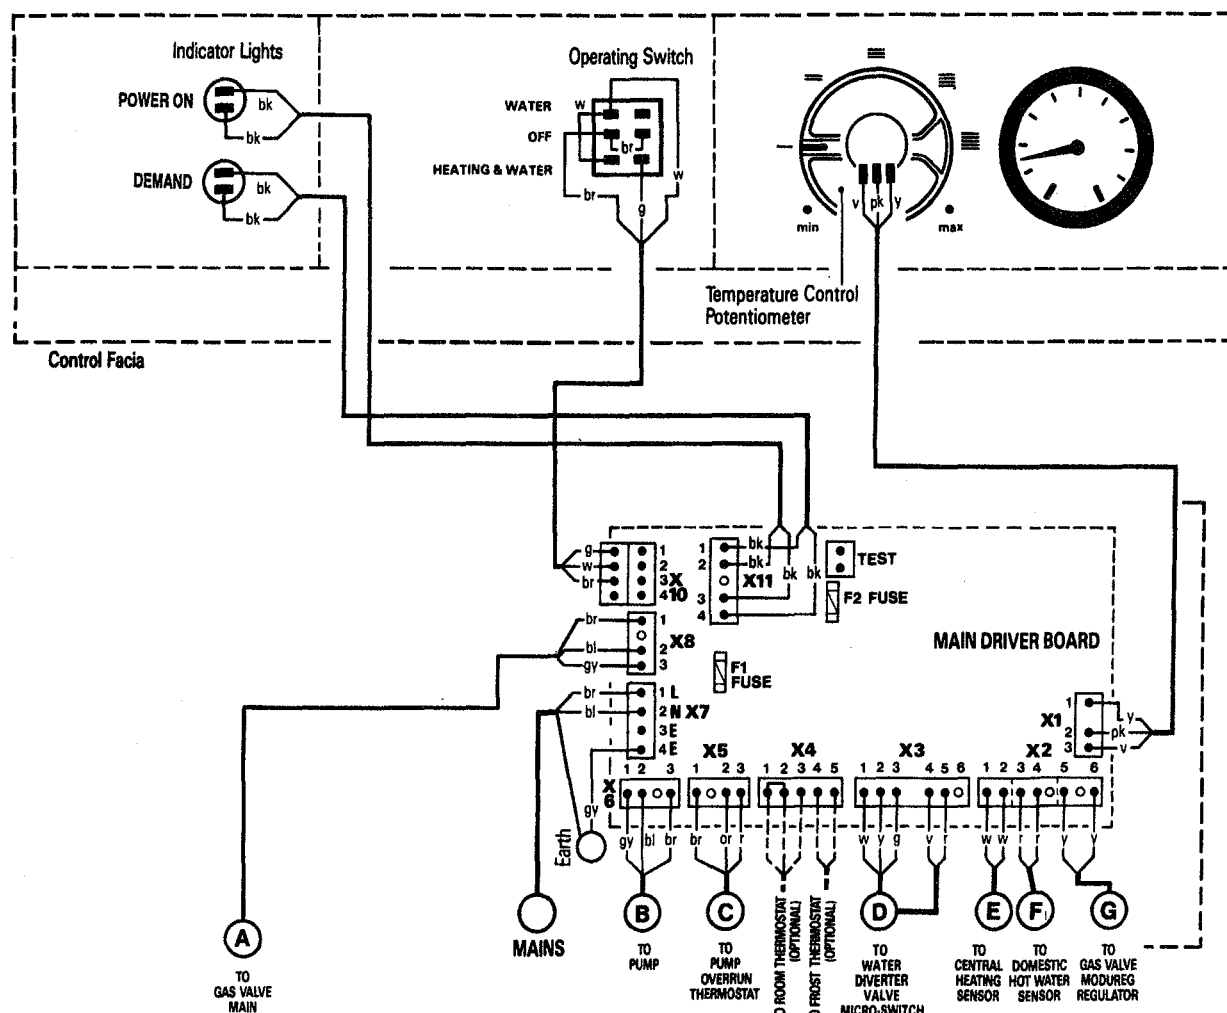 Indicator Lights
Operating Switch
POWER ON
bk
bk
DEMAND
bk
bk
WATER
OFF
HEATING & WATER
w
br
w
br
g
v pk y
min
max
Temperature Control
Potentiometer
Control Facia
g
w
br
1
2
3
4
X
10
1
2
3
4
X11
bk
bk
bk
bk
TEST
F2 FUSE
MAIN DRIVER BOARD
br
bl
gy
1
2
3
X8
F1
FUSE
br
bl
1 L
2 N X7
3 E
4 E
gy
Earth
X1
1
2
3
y
pk
v
X
6
1 2 3
X5
1 2 3
X4
1 2 3 4 5
X3
1 2 3 4 5 6
X2
1 2 3 4 5 6
gy bl br
br or r
w y g v r
w w r r y y
A
TO
GAS VALVE
MAIN
MAINS
B
TO
PUMP
C
TO
PUMP
OVERRUN
THERMOSTAT
O ROOM THERMOSTAT
(OPTIONAL)
O FROST THERMOSTAT
(OPTIONAL)
D
TO
WATER
DIVERTER
VALVE
MICRO-SWITCH
E
TO
CENTRAL
HEATING
SENSOR
F
TO
DOMESTIC
HOT WATER
SENSOR
G
TO
GAS VALVE
MODUREG
REGULATOR